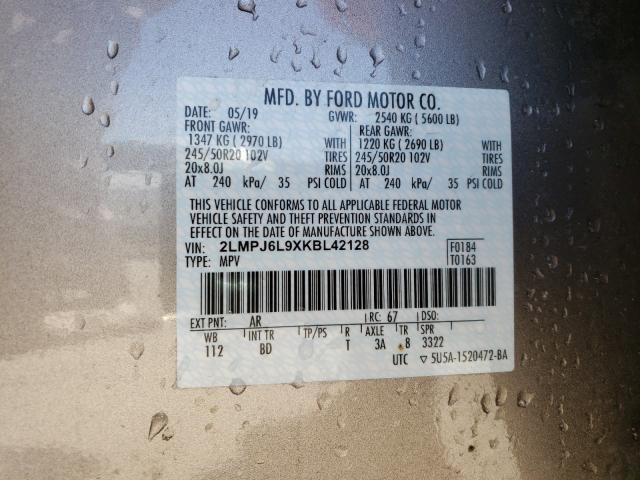 MFD. BY FORD MOTOR CO.
DATE: 05/19 GVWR: 2540 KG ( 5600 LB)
FRONT GAWR: REAR GAWR:
1347 KG ( 2970 LB) WITH 1220 KG ( 2690 LB) WITH
245/50R20 102V TIRES 245/50R20 102V TIRES
20x8.0J RIMS 20x8.0J RIMS
AT 240 kPa/ 35 PSI COLD AT 240 kPa/ 35 PSI COLD
THIS VEHICLE CONFORMS TO ALL APPLICABLE FEDERAL MOTOR
VEHICLE SAFETY AND THEFT PREVENTION STANDARDS IN
EFFECT ON THE DATE OF MANUFACTURE SHOWN ABOVE.
VIN: 2LMPJ6L9XKBL42128 F0184
TYPE: MPV T0163
EXT PNT: AR RC: 67 DSO:
WB INT TR TP/PS R AXLE TR SPR
112 BD T 3A 8 3322
UTC ▽ 5U5A-1520472-BA